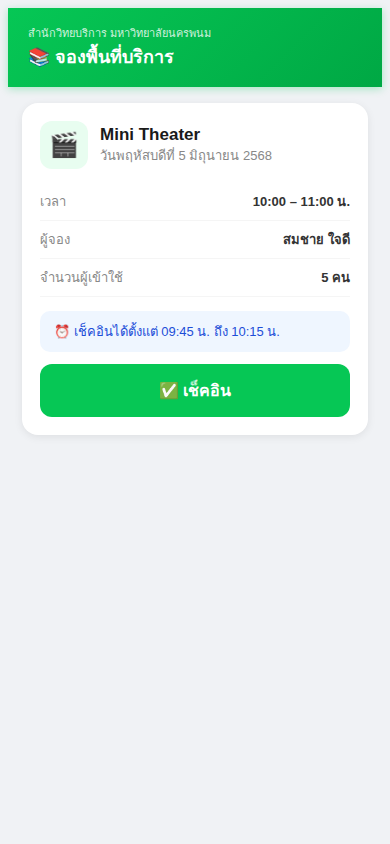 สำนักวิทยบริการ มหาวิทยาลัยนครพนม
📚 จองพื้นที่บริการ
Mini Theater
วันพฤหัสบดีที่ 5 มิถุนายน 2568
เวลา 10:00 – 11:00 น.
ผู้จอง สมชาย ใจดี
จำนวนผู้เข้าใช้ 5 คน
⏰ เช็คอินได้ตั้งแต่ 09:45 น. ถึง 10:15 น.
✅ เช็คอิน